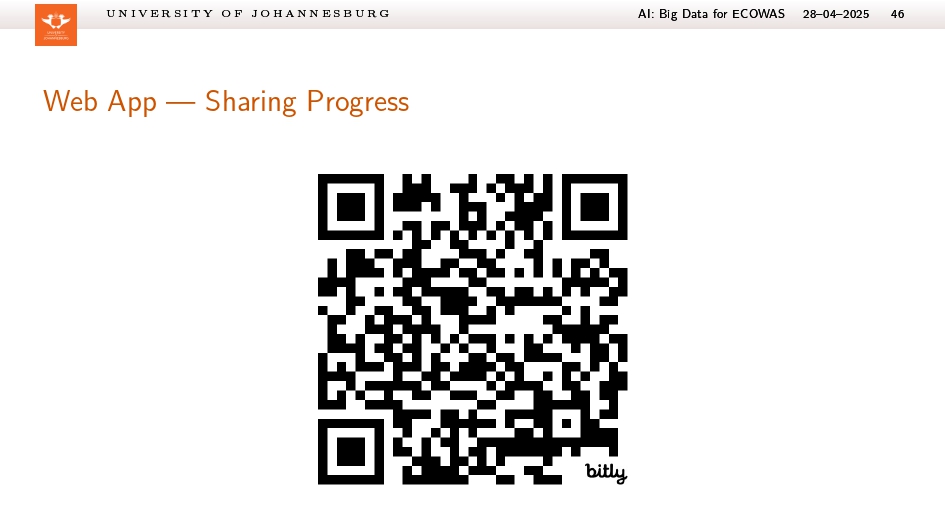 UNIVERSITY OF JOHANNESBURG
AI: Big Data for ECOWAS 28–04–2025 46
Web App — Sharing Progress
bitly